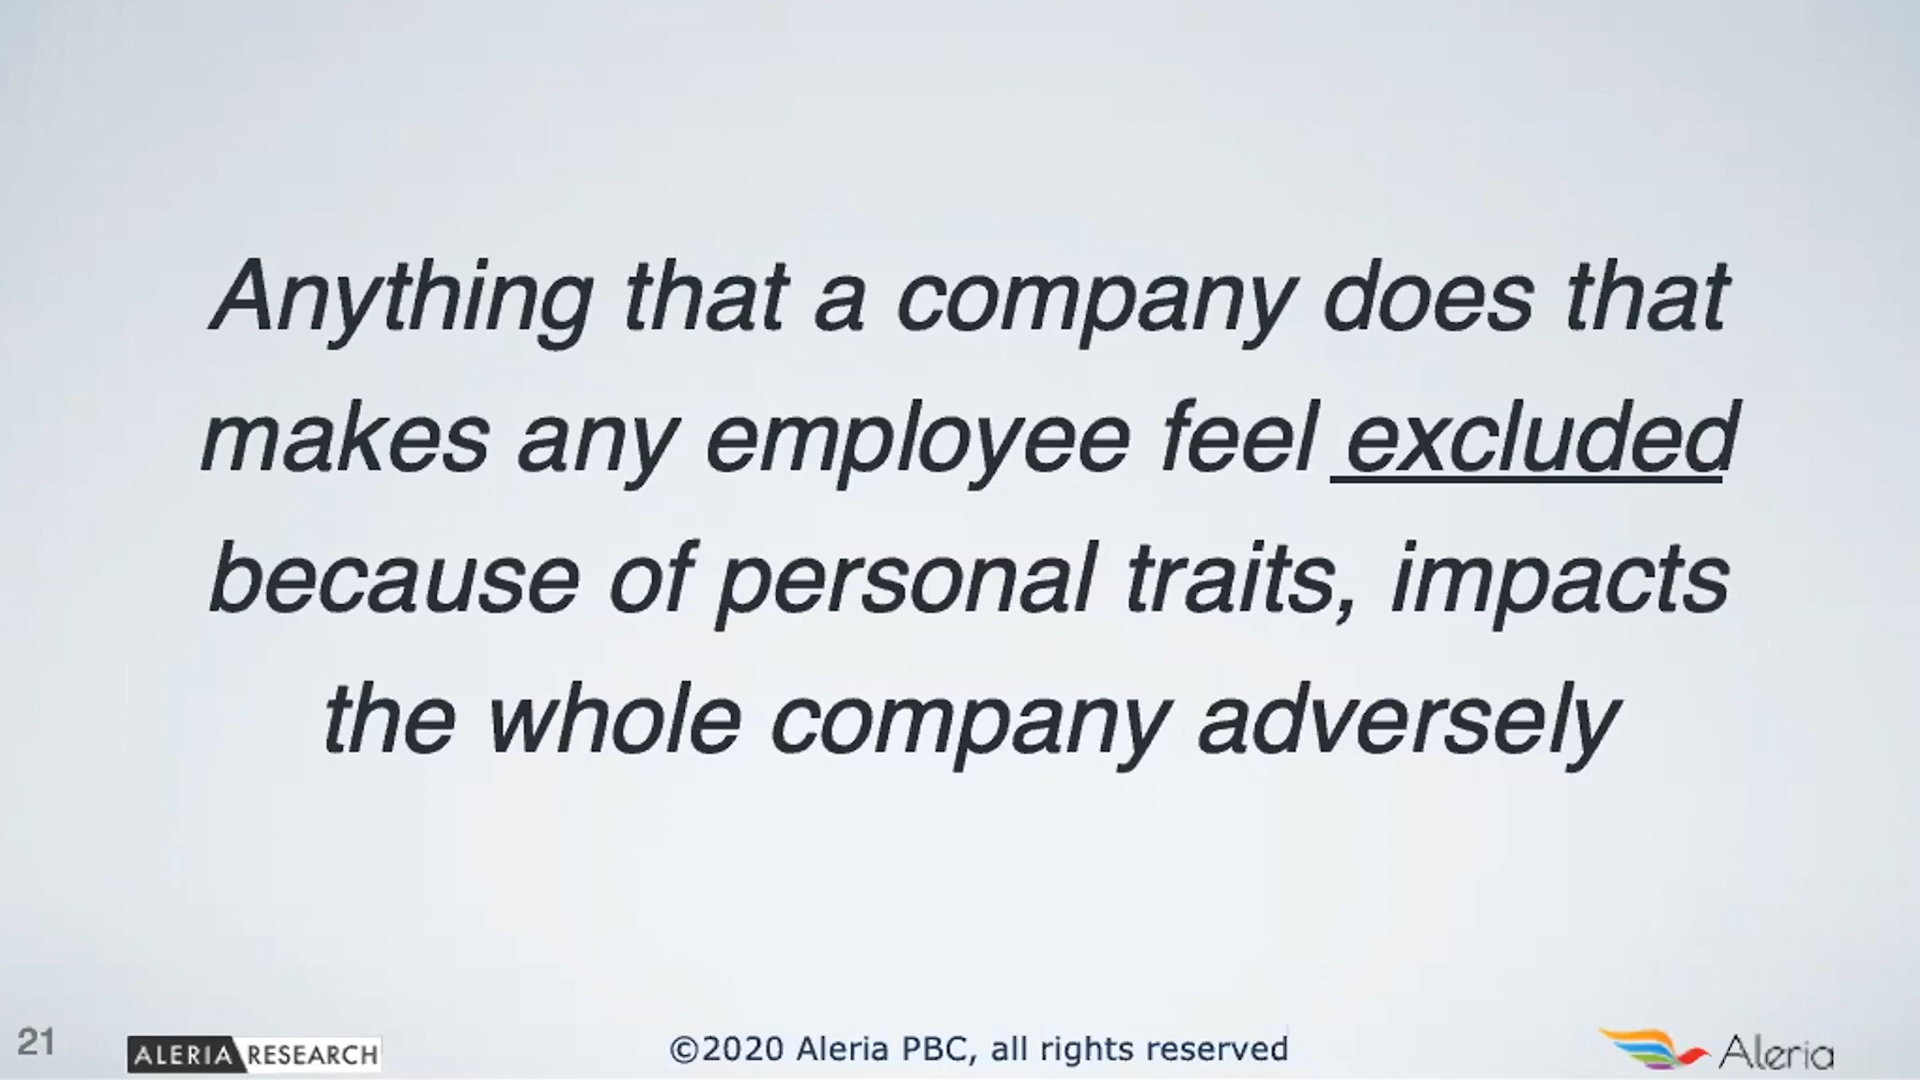 Anything that a company does that
makes any employee feel excluded
because of personal traits, impacts
the whole company adversely
21
ALERIA RESEARCH
©2020 Aleria PBC, all rights reserved
Aleria